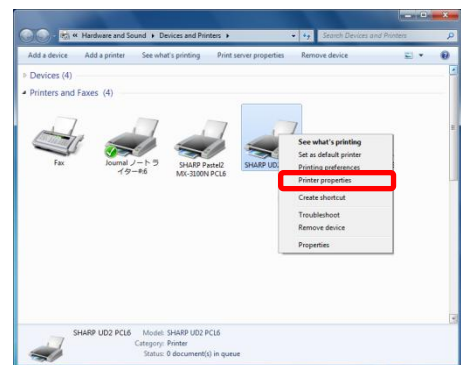 « Hardware and Sound ▸ Devices and Printers ▸
Search Devices and Printers
Add a device Add a printer See what's printing Print server properties Remove device
Devices (4)
Printers and Faxes (4)
Fax
Journal ノート ラ
イター#6
SHARP Pastel2
MX-3100N PCL6
SHARP UD2
See what's printing
Set as default printer
Printing preferences
Printer properties
Create shortcut
Troubleshoot
Remove device
Properties
SHARP UD2 PCL6 Model: SHARP UD2 PCL6
Category: Printer
Status: 0 document(s) in queue